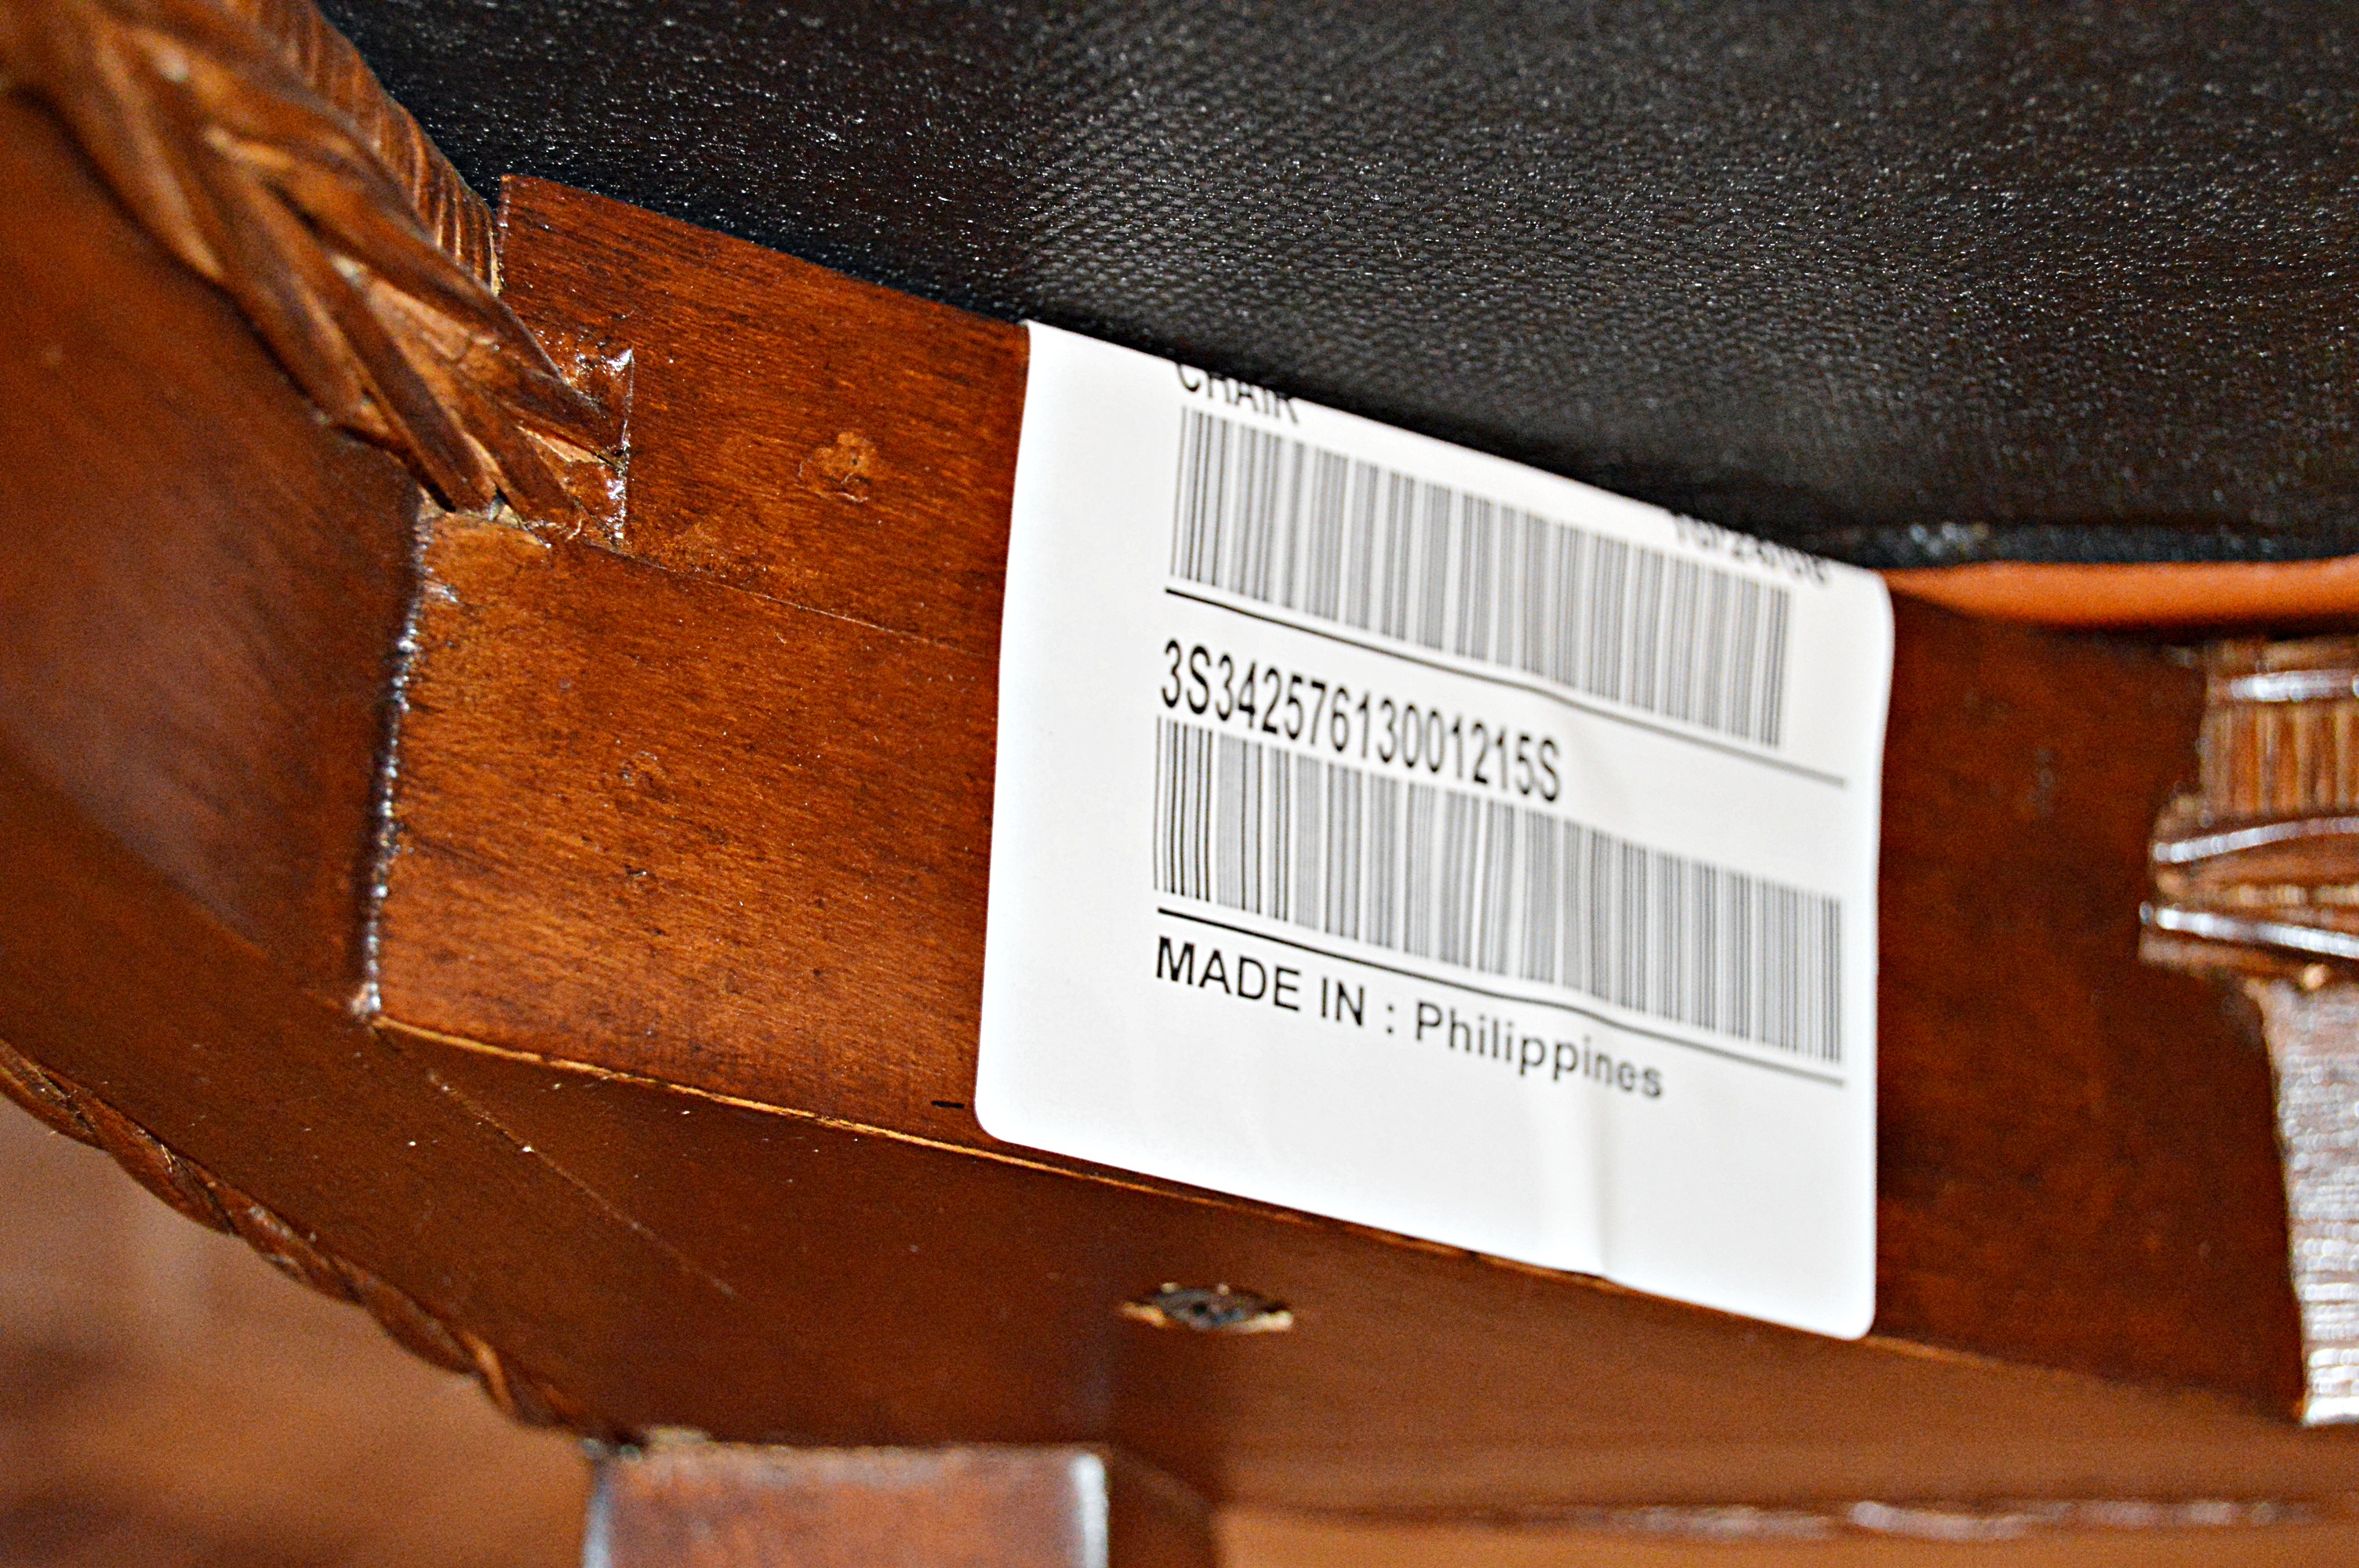 CHAIR
3S34257613001215S
MADE IN : Philippines